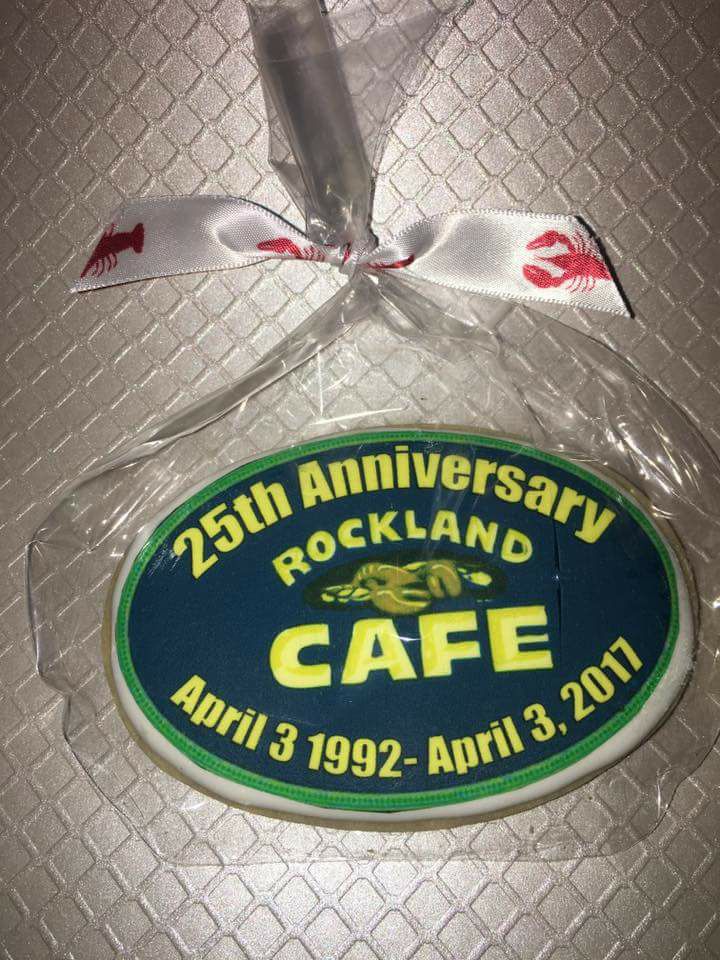 25th Anniversary
ROCKLAND
CAFE
April 3 1992- April 3, 2017